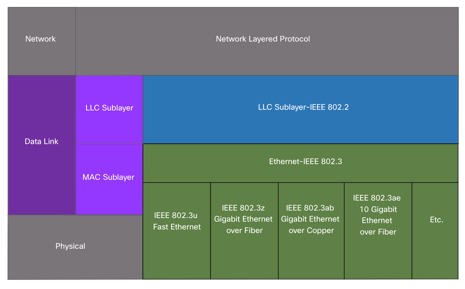 Network
Network Layered Protocol
Data Link
LLC Sublayer
LLC Sublayer-IEEE 802.2
MAC Sublayer
Ethernet-IEEE 802.3
Physical
IEEE 802.3u
Fast Ethernet
IEEE 802.3z
Gigabit Ethernet
over Fiber
IEEE 802.3ab
Gigabit Ethernet
over Copper
IEEE 802.3ae
10 Gigabit
Ethernet
over Fiber
Etc.